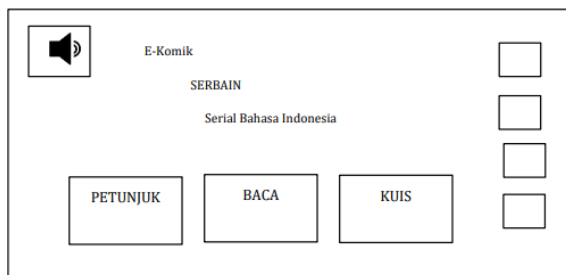 E-Komik
SERBAIN
Serial Bahasa Indonesia
PETUNJUK
BACA
KUIS